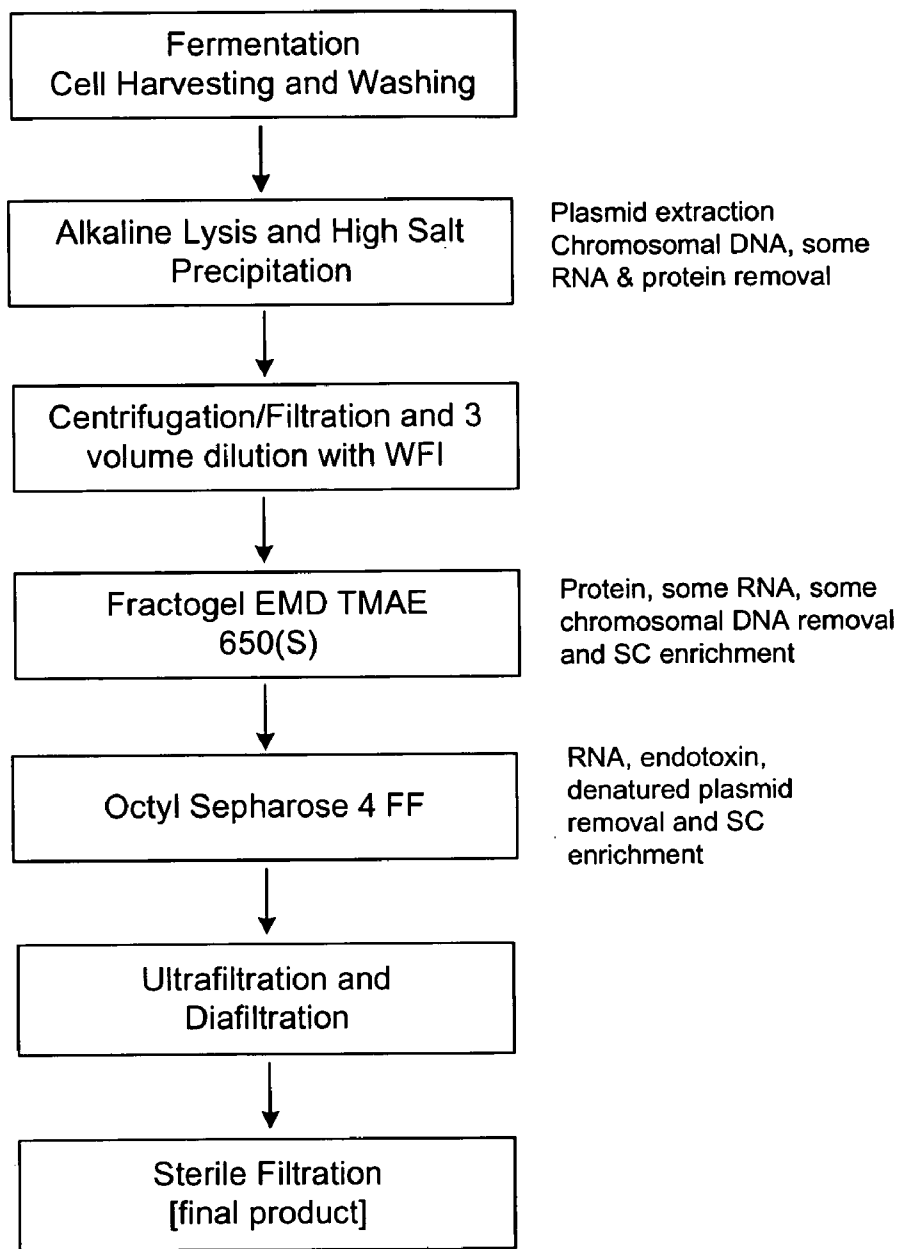 Fermentation
Cell Harvesting and Washing
Alkaline Lysis and High Salt
Precipitation
Plasmid extraction
Chromosomal DNA, some
RNA & protein removal
Centrifugation/Filtration and 3
volume dilution with WFI
Fractogel EMD TMAE
650(S)
Protein, some RNA, some
chromosomal DNA removal
and SC enrichment
Octyl Sepharose 4 FF
RNA, endotoxin,
denatured plasmid
removal and SC
enrichment
Ultrafiltration and
Diafiltration
Sterile Filtration
[final product]